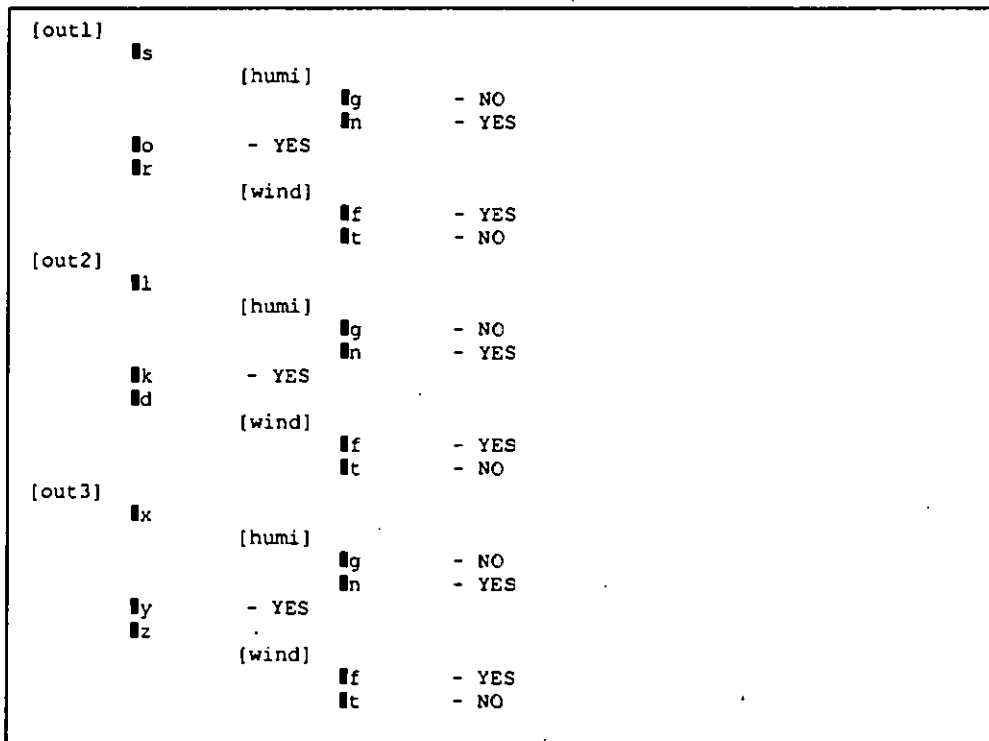 [out1]
▮s
[humi]
▮g - NO
▮n - YES
▮o - YES
▮r
[wind]
▮f - YES
▮t - NO
[out2]
▮l
[humi]
▮g - NO
▮n - YES
▮k - YES
▮d
[wind]
▮f - YES
▮t - NO
[out3]
▮x
[humi]
▮g - NO
▮n - YES
▮y - YES
▮z
[wind]
▮f - YES
▮t - NO